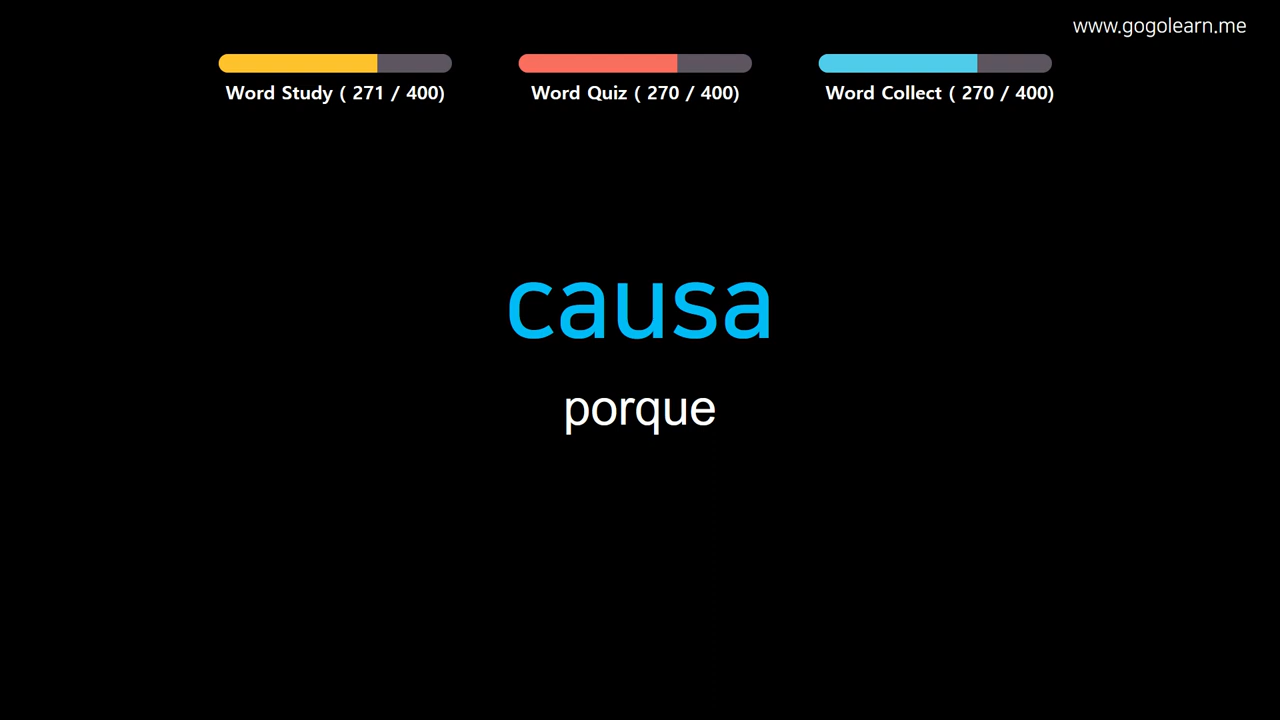 www.gogolearn.me
Word Study ( 271 / 400)
Word Quiz ( 270 / 400)
Word Collect ( 270 / 400)
causa
porque